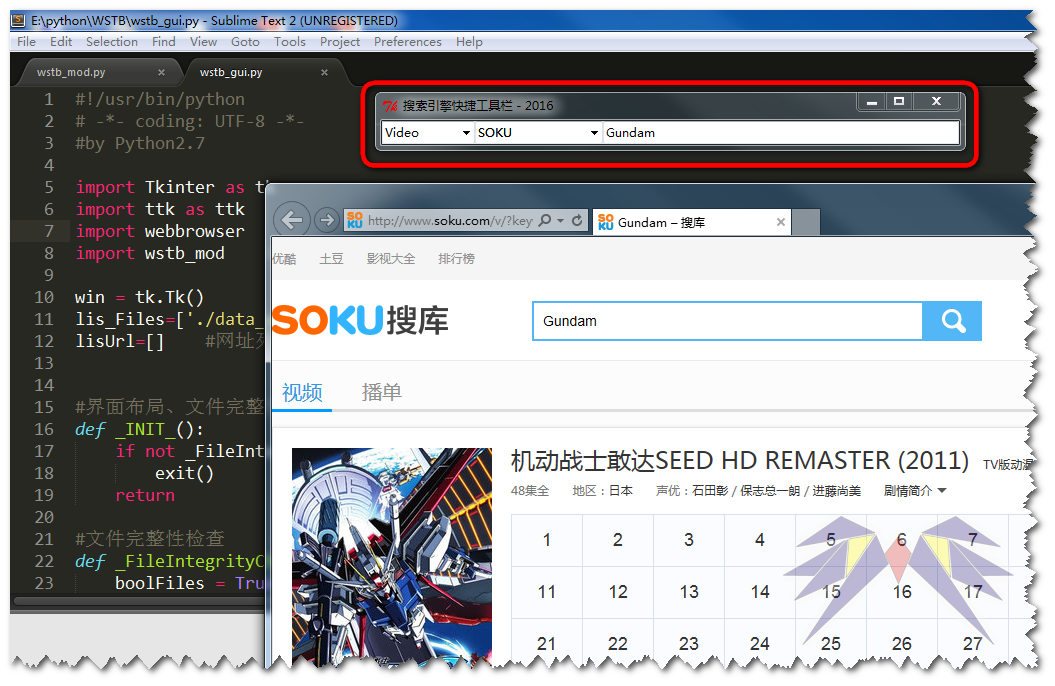 E:\python\WSTB\wstb_gui.py - Sublime Text 2 (UNREGISTERED)
File Edit Selection Find View Goto Tools Project Preferences Help
wstb_mod.py × wstb_gui.py ×
1 #!/usr/bin/python
2 # -*- coding: UTF-8 -*-
3 #by Python2.7
4
5 import Tkinter as t
6 import ttk as ttk
7 import webbrowser
8 import wstb_mod
9
10 win = tk.Tk()
11 lis_Files=['./data_
12 lisUrl=[] #网址列
13
14
15 #界面布局、文件完整
16 def _INIT_():
17 if not _FileInt
18 exit()
19 return
20
21 #文件完整性检查
22 def _FileIntegrityC
23 boolFiles = Tru
搜索引擎快捷工具栏 - 2016
Video SOKU Gundam
http://www.soku.com/v/?key
Gundam – 搜库 ×
优酷 土豆 影视大全 排行榜
SOKU搜库
Gundam
视频 播单
机动战士敢达SEED HD REMASTER (2011) TV版动漫
48集全 地区：日本 声优：石田彰 / 保志总一朗 / 进藤尚美 剧情简介
1 2 3 4 5 6 7
11 12 13 14 15 16 17
21 22 23 24 25 26 27